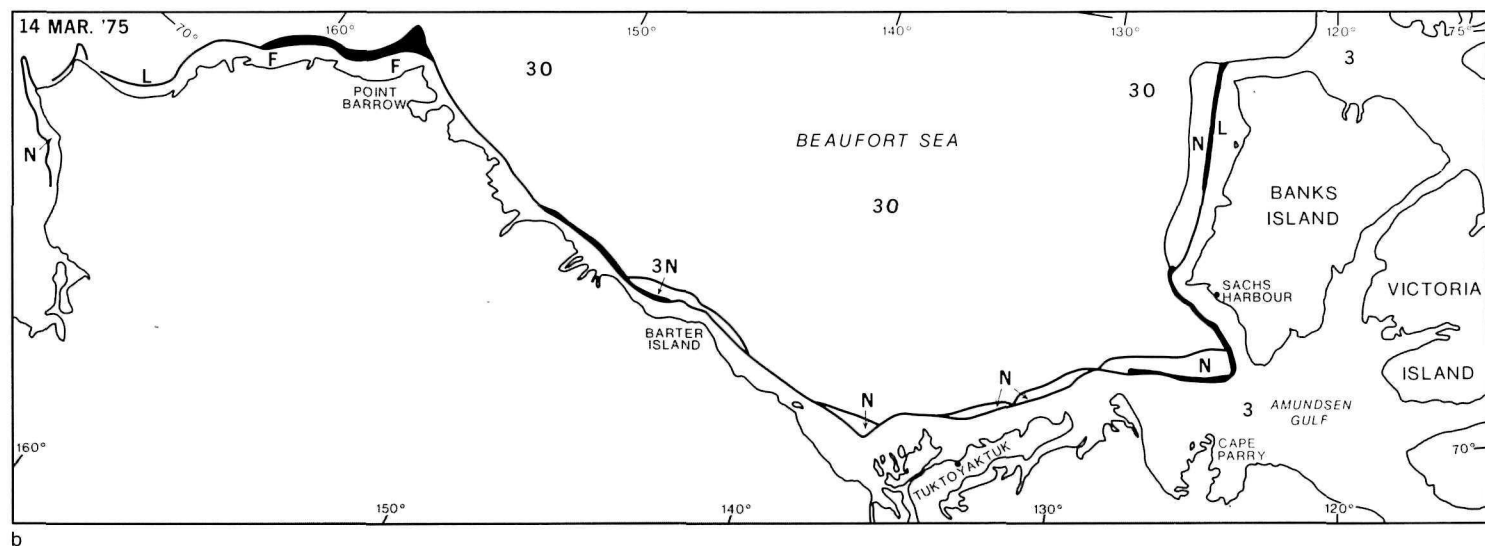 14 MAR. '75
70°
160°
150°
140°
130°
120°
75°
L
F
F
30
30
3
POINT
BARROW
BEAUFORT SEA
N
N
L
30
BANKS
ISLAND
3N
SACHS
HARBOUR
VICTORIA
BARTER
ISLAND
N
ISLAND
N
N
3
AMUNDSEN
GULF
CAPE
PARRY
160°
70°
TUKTOYAKTUK
150°
140°
130°
120°
b